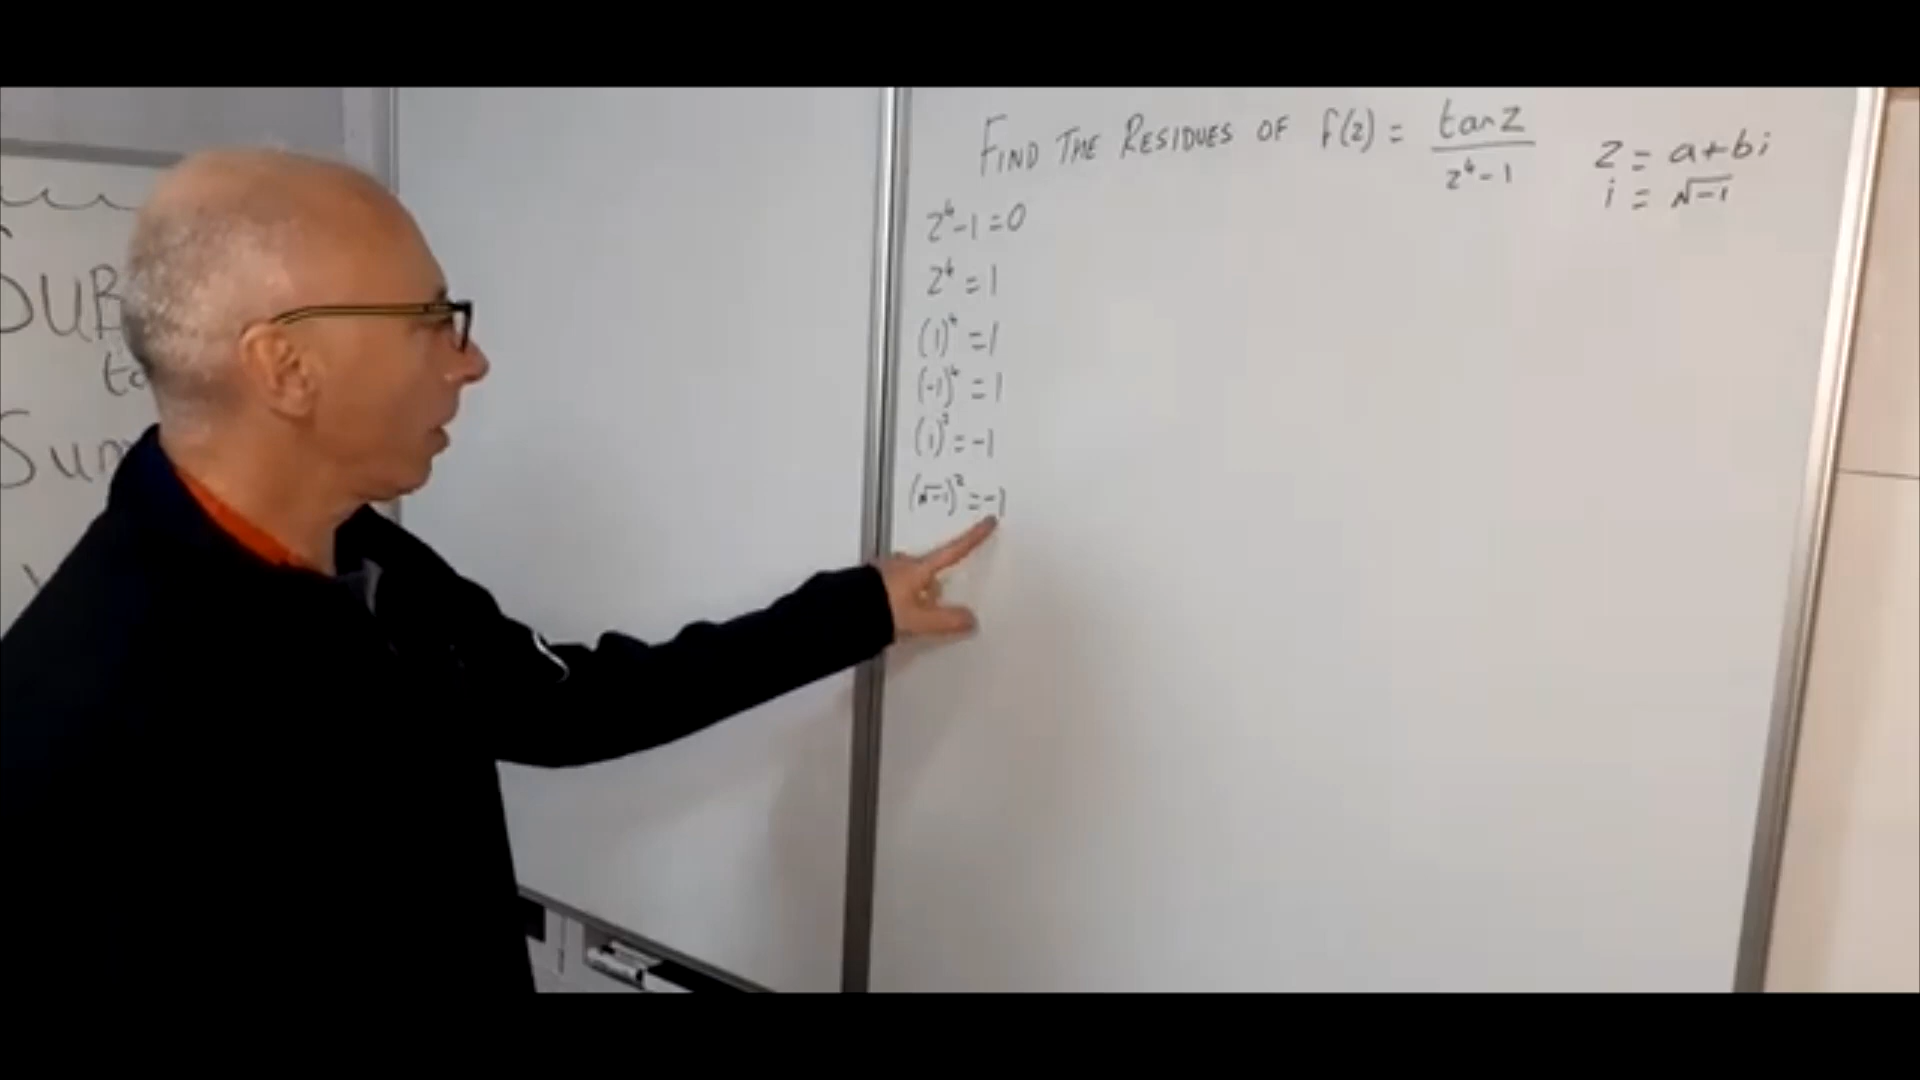 FIND THE RESIDUES OF f(z) = tan z / z⁴-1
z = a+bi
i = √-1
z⁴-1=0
z⁴ = 1
(1)⁴ = 1
(-1)⁴ = 1
(i)² = -1
(√-1)² = -1
SUB
to
Sum